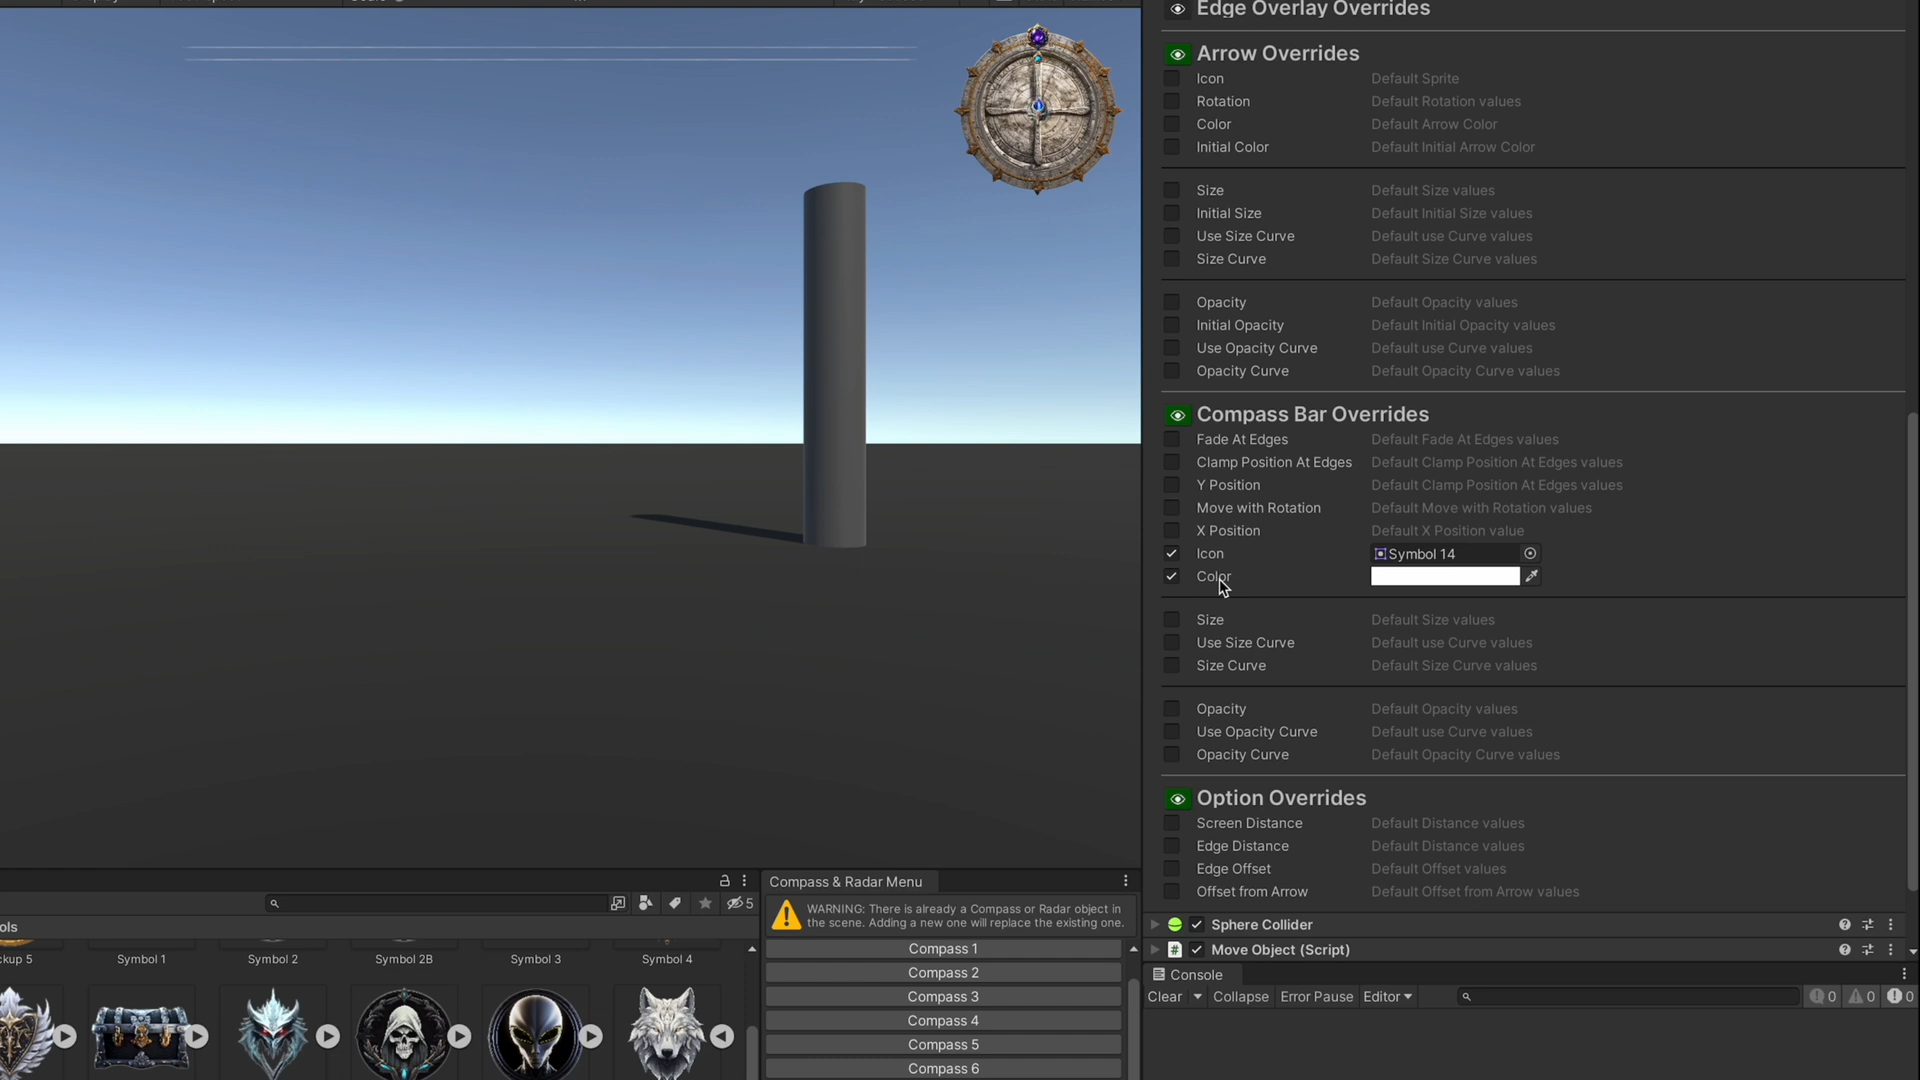 Edge Overlay Overrides
Arrow Overrides
Icon Default Sprite
Rotation Default Rotation values
Color Default Arrow Color
Initial Color Default Initial Arrow Color
Size Default Size values
Initial Size Default Initial Size values
Use Size Curve Default use Curve values
Size Curve Default Size Curve values
Opacity Default Opacity values
Initial Opacity Default Initial Opacity values
Use Opacity Curve Default use Curve values
Opacity Curve Default Opacity Curve values
Compass Bar Overrides
Fade At Edges Default Fade At Edges values
Clamp Position At Edges Default Clamp Position At Edges values
Y Position Default Clamp Position At Edges values
Move with Rotation Default Move with Rotation values
X Position Default X Position value
Icon Symbol 14
Color
Size Default Size values
Use Size Curve Default use Curve values
Size Curve Default Size Curve values
Opacity Default Opacity values
Use Opacity Curve Default use Curve values
Opacity Curve Default Opacity Curve values
Option Overrides
Screen Distance Default Distance values
Edge Distance Default Distance values
Edge Offset Default Offset values
Offset from Arrow Default Offset from Arrow values
Sphere Collider
Move Object (Script)
Console
Clear Collapse Error Pause Editor 0 0 0
5
ols
ckup 5 Symbol 1 Symbol 2 Symbol 2B Symbol 3 Symbol 4
Compass & Radar Menu
WARNING: There is already a Compass or Radar object in
the scene. Adding a new one will replace the existing one.
Compass 1
Compass 2
Compass 3
Compass 4
Compass 5
Compass 6